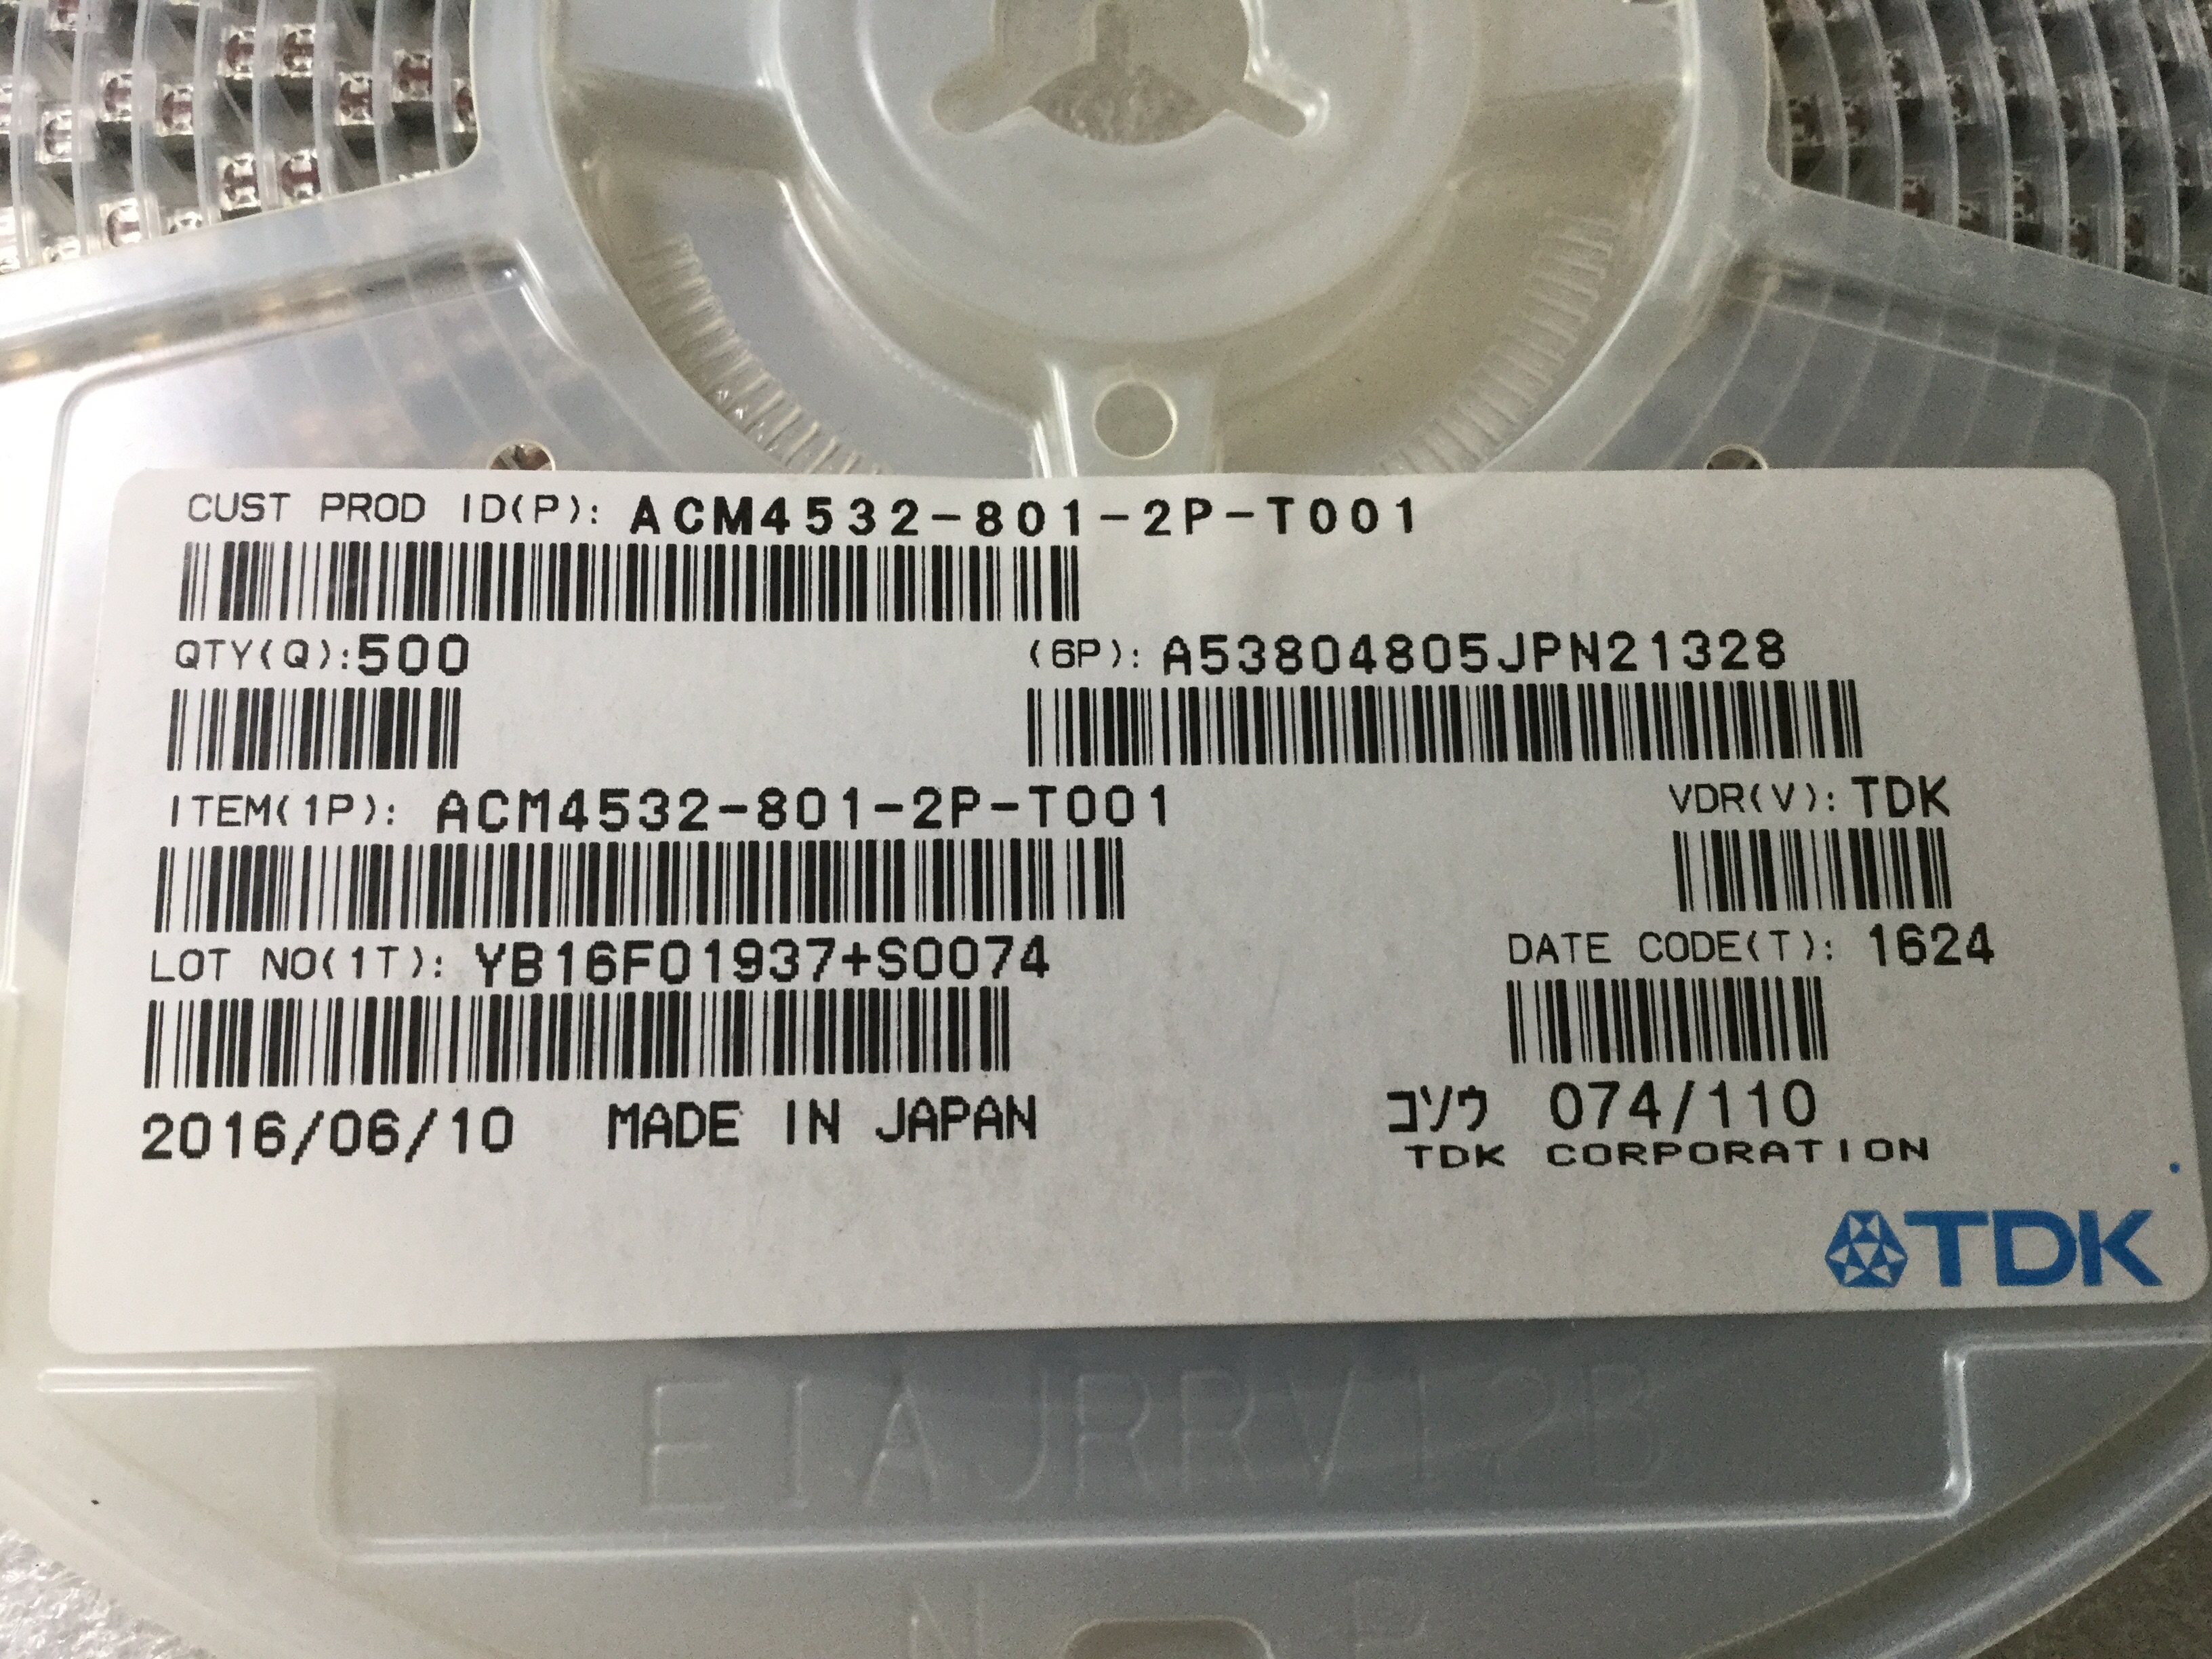 CUST PROD ID(P): ACM4532-801-2P-T001
QTY(Q):500 (6P): A53804805JPN21328
ITEM(1P): ACM4532-801-2P-T001 VDR(V): TDK
LOT NO(1T): YB16F01937+S0074 DATE CODE(T): 1624
2016/06/10 MADE IN JAPAN コソウ 074/110
TDK CORPORATION
TDK
EIAJRRV12B
N P